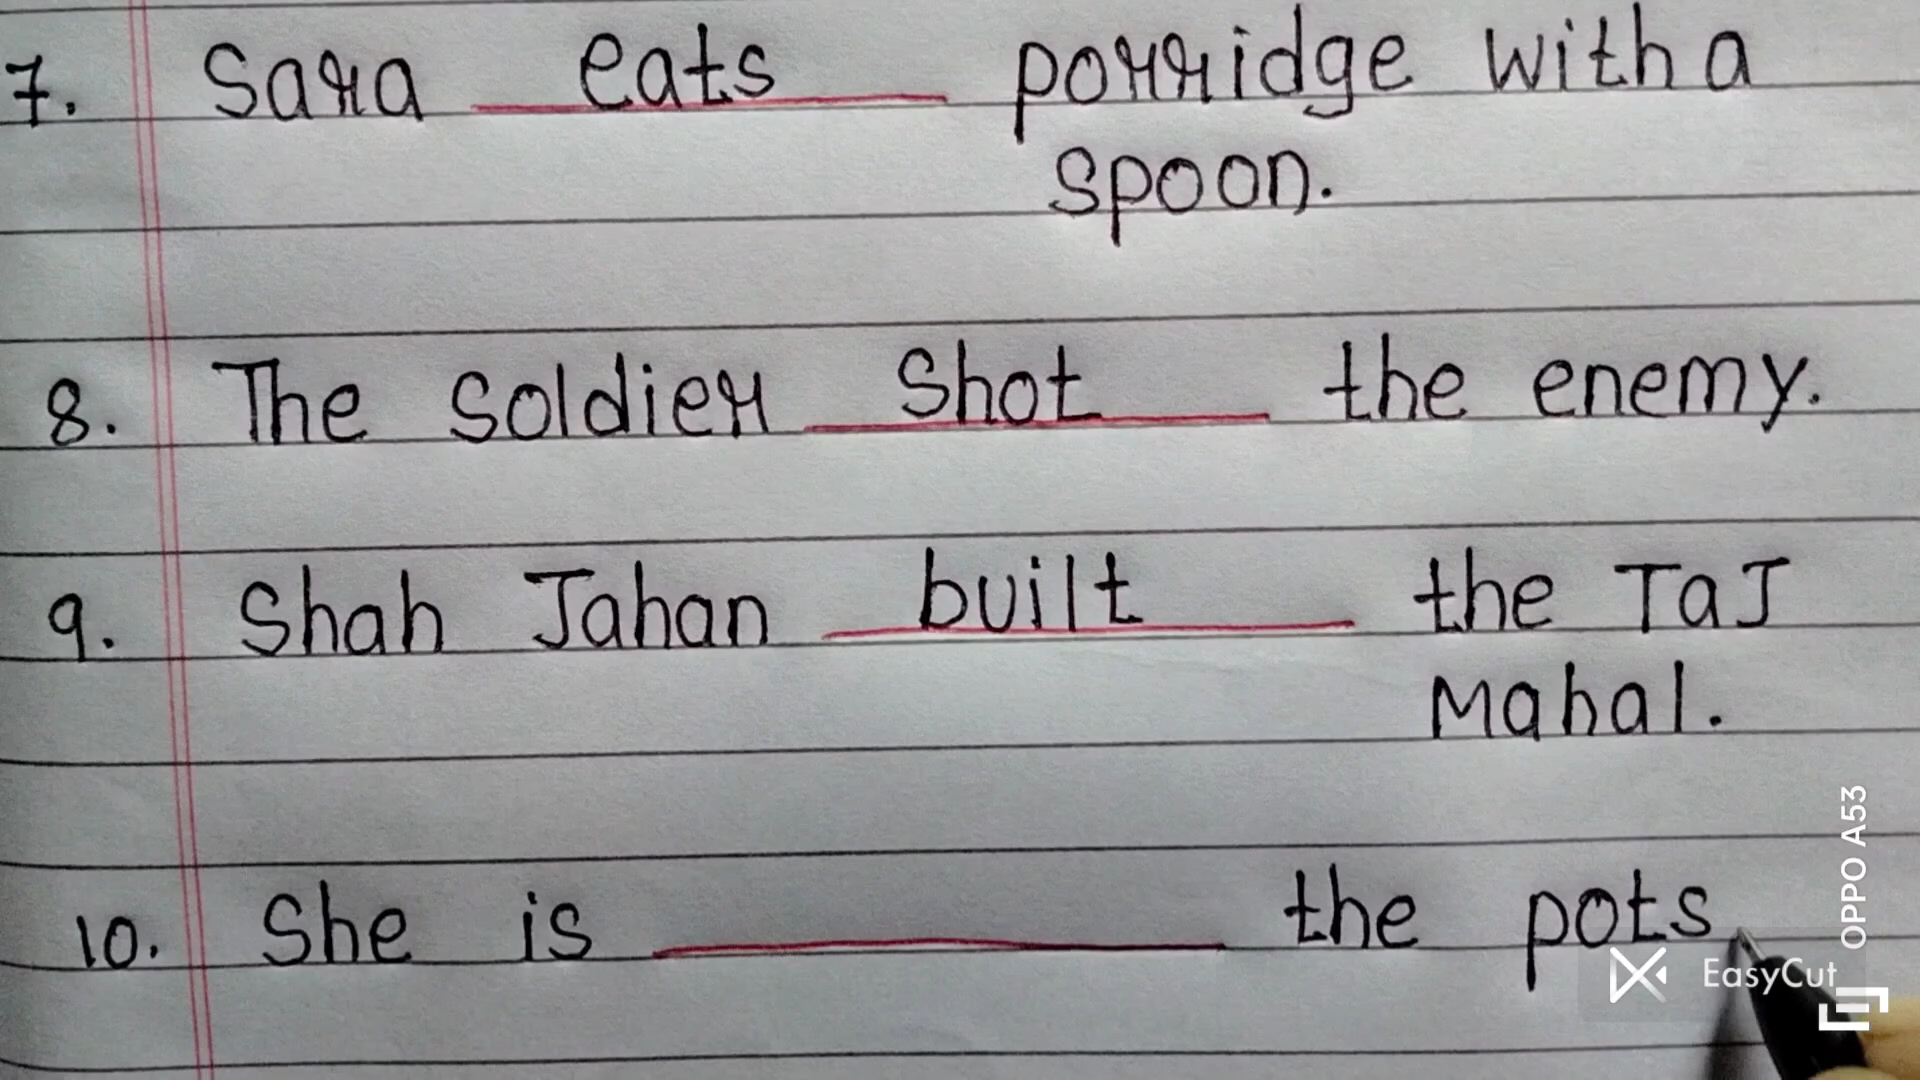 7. Sara eats porridge with a
spoon.
8. The soldier shot the enemy.
9. Shah Jahan built the TaJ
Mahal.
10. She is the pots
EasyCut
OPPO A53